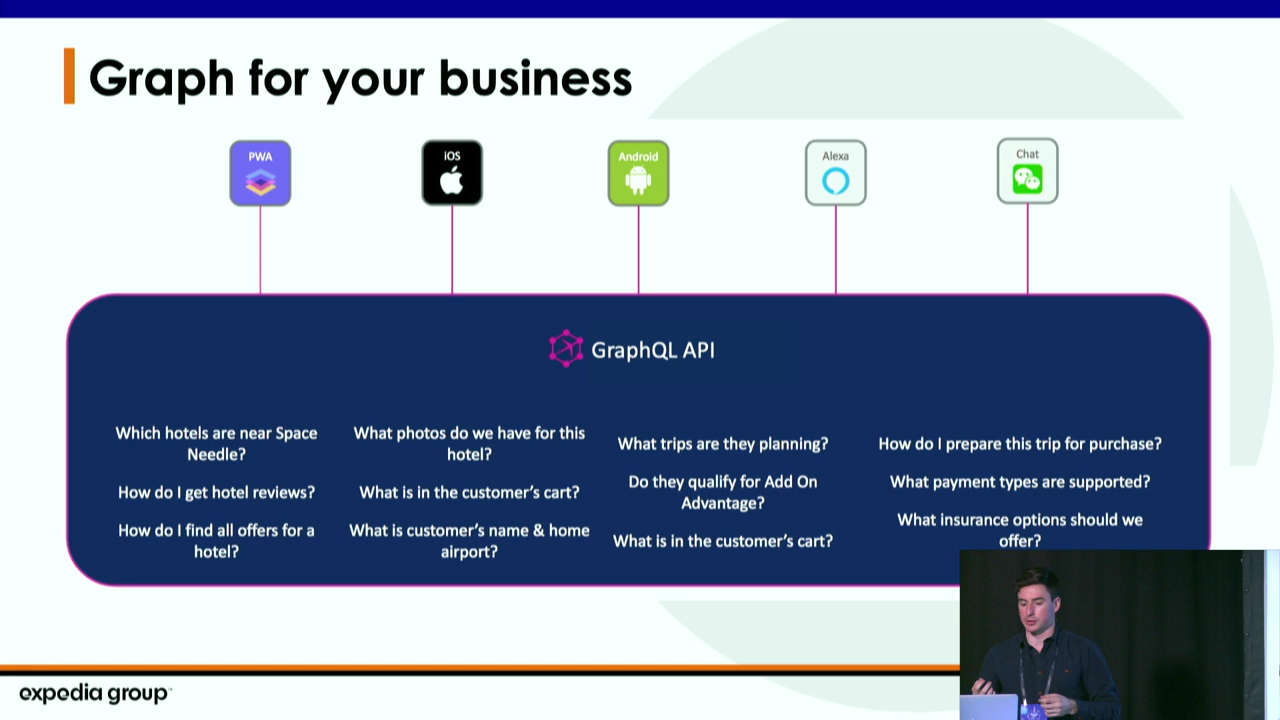 Graph for your business
PWA
iOS
Android
Alexa
Chat
GraphQL API
Which hotels are near Space
Needle?
How do I get hotel reviews?
How do I find all offers for a
hotel?
What photos do we have for this
hotel?
What is in the customer's cart?
What is customer's name & home
airport?
What trips are they planning?
Do they qualify for Add On
Advantage?
What is in the customer's cart?
How do I prepare this trip for purchase?
What payment types are supported?
What insurance options should we
offer?
expedia group™